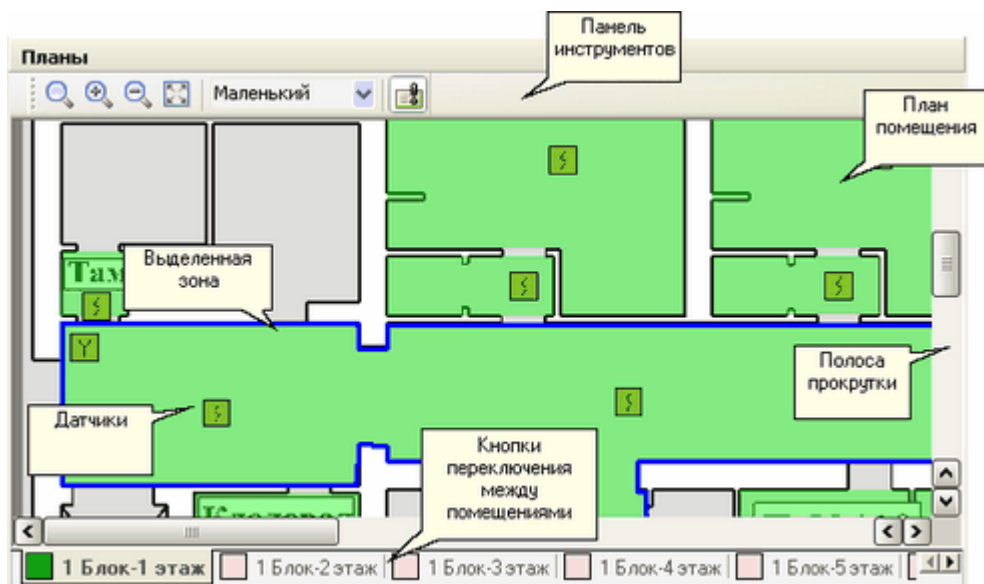 Панель
инструментов
Планы
Маленький
План
помещения
Выделенная
зона
Там
Полоса
прокрутки
Датчики
Кнопки
переключения
между
помещениями
1 Блок-1 этаж
1 Блок-2 этаж
1 Блок-3 этаж
1 Блок-4 этаж
1 Блок-5 этаж